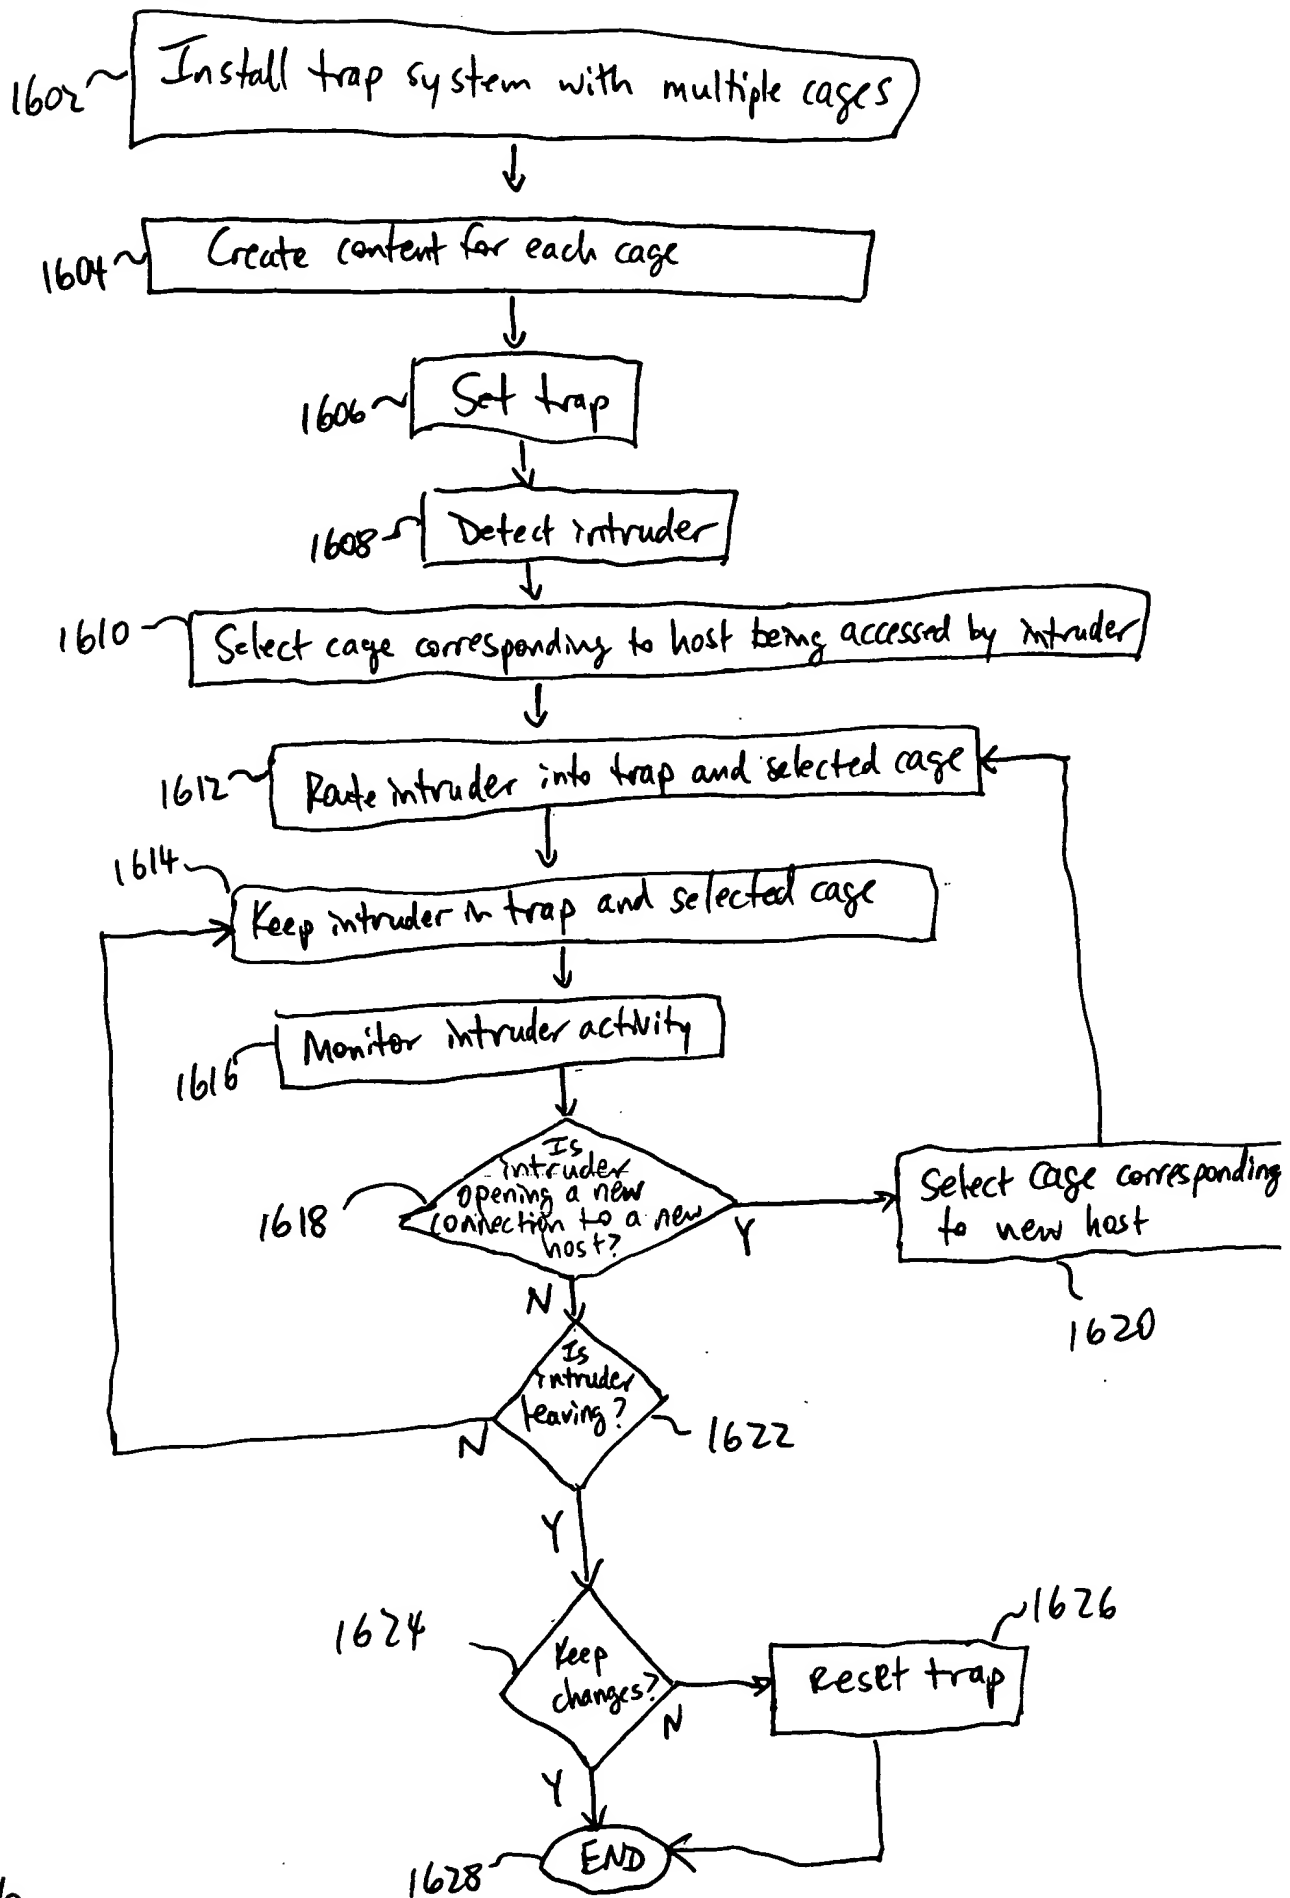 1602
Install trap system with multiple cages
1604
Create content for each cage
1606
Set trap
1608
Detect intruder
1610
Select cage corresponding to host being accessed by intruder
1612
Route intruder into trap and selected cage
1614
Keep intruder in trap and selected cage
1616
Monitor intruder activity
1618
Is
intruder
opening a new
connection to a new
host?
Y
Select cage corresponding
to new host
1620
N
Is
intruder
leaving?
1622
N
Y
1624
Keep
changes?
N
1626
Reset trap
Y
1628
END